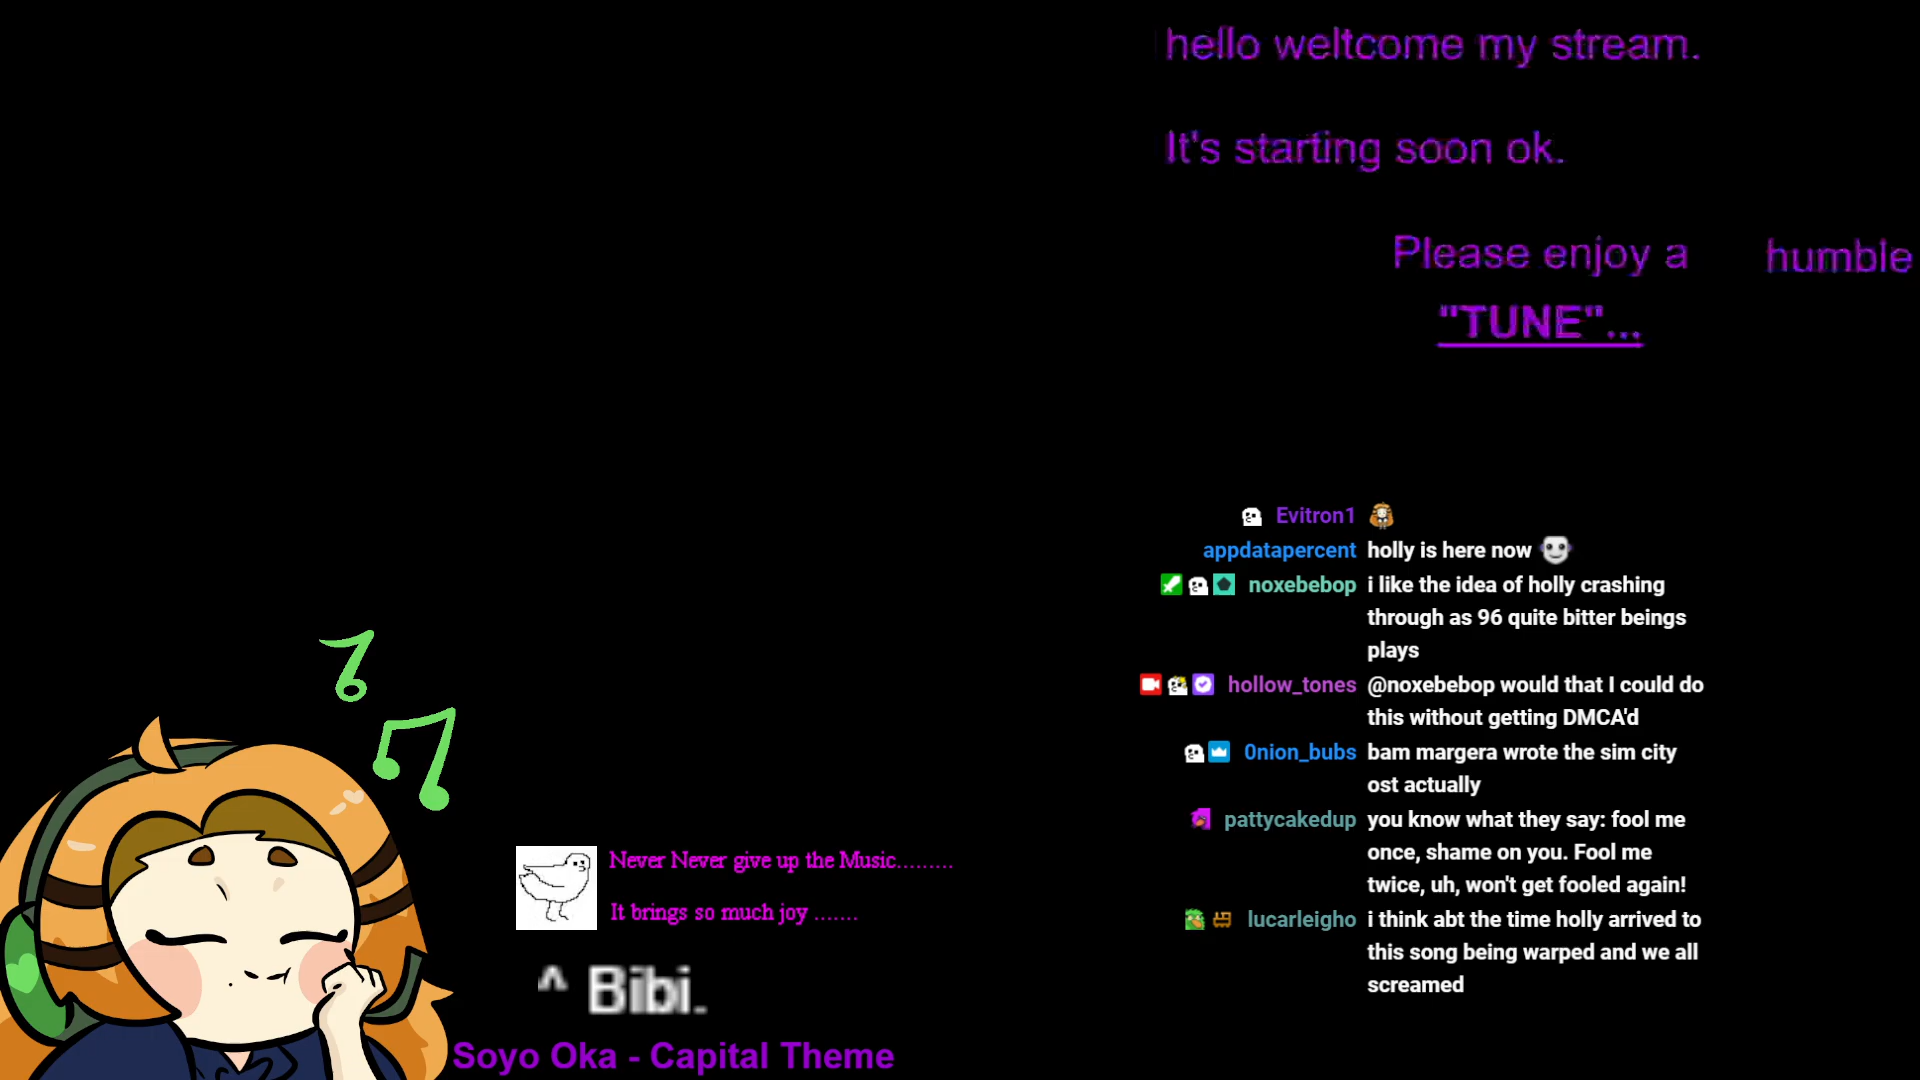 hello weltcome my stream.
It's starting soon ok.
Please enjoy a humble
"TUNE"...
Evitron1
appdatapercent holly is here now
noxebebop i like the idea of holly crashing
through as 96 quite bitter beings
plays
hollow_tones @noxebebop would that I could do
this without getting DMCA'd
0nion_bubs bam margera wrote the sim city
ost actually
pattycakedup you know what they say: fool me
once, shame on you. Fool me
twice, uh, won't get fooled again!
lucarleigho i think abt the time holly arrived to
this song being warped and we all
screamed
Never Never give up the Music.........
It brings so much joy .......
^ Bibi.
Soyo Oka - Capital Theme